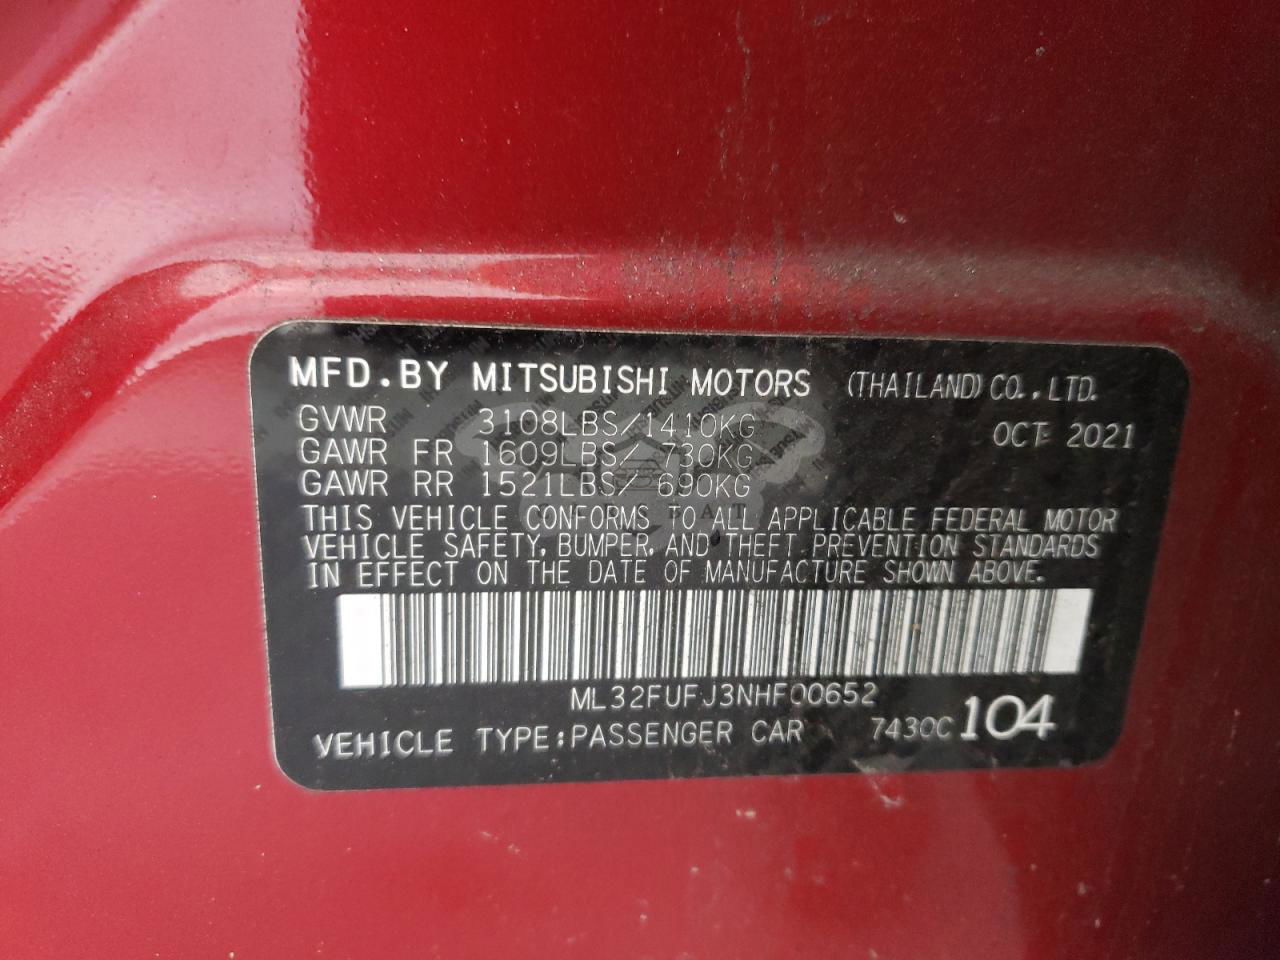 MFD.BY MITSUBISHI MOTORS (THAILAND) CO., LTD.
GVWR 3108LBS/1410KG OCT 2021
GAWR FR 1609LBS/ 730KG
GAWR RR 1521LBS/ 690KG
THIS VEHICLE CONFORMS TO ALL APPLICABLE FEDERAL MOTOR
VEHICLE SAFETY, BUMPER, AND THEFT PREVENTION STANDARDS
IN EFFECT ON THE DATE OF MANUFACTURE SHOWN ABOVE.
ML32FUFJ3NHF00652
VEHICLE TYPE:PASSENGER CAR 7430C 104